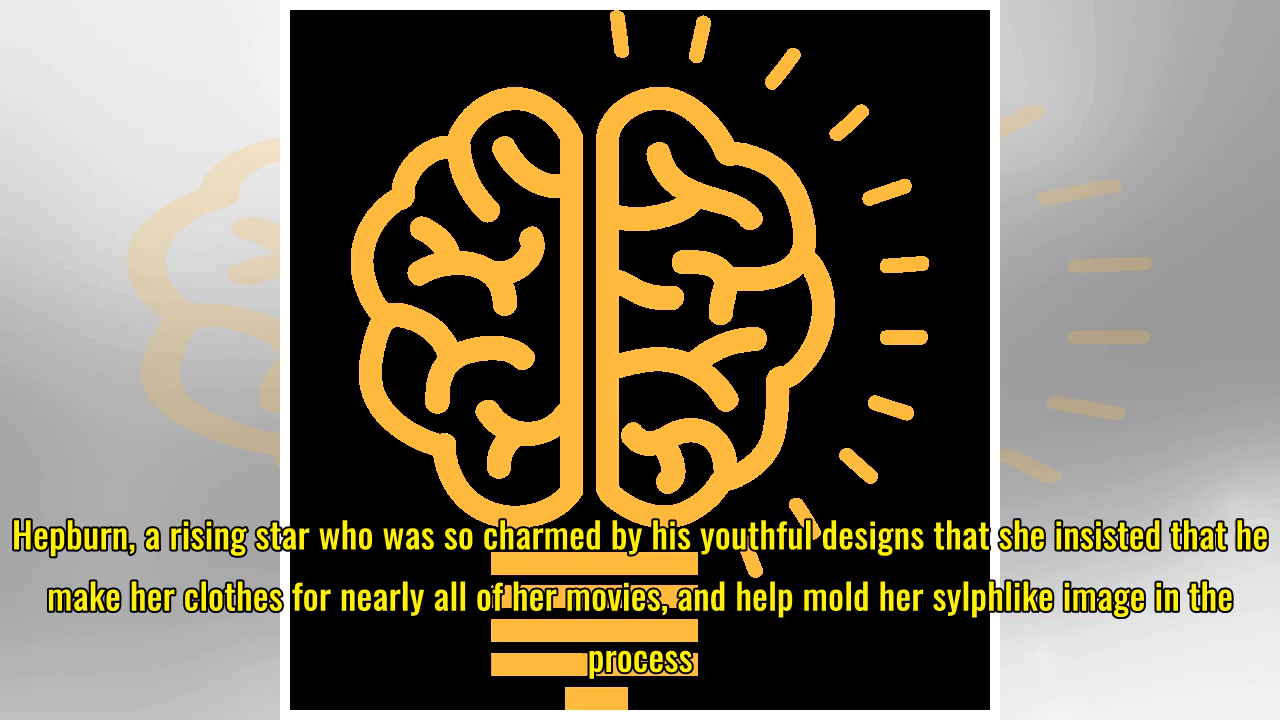 Hepburn, a rising star who was so charmed by his youthful designs that she insisted that he
make her clothes for nearly all of her movies, and help mold her sylphlike image in the
process